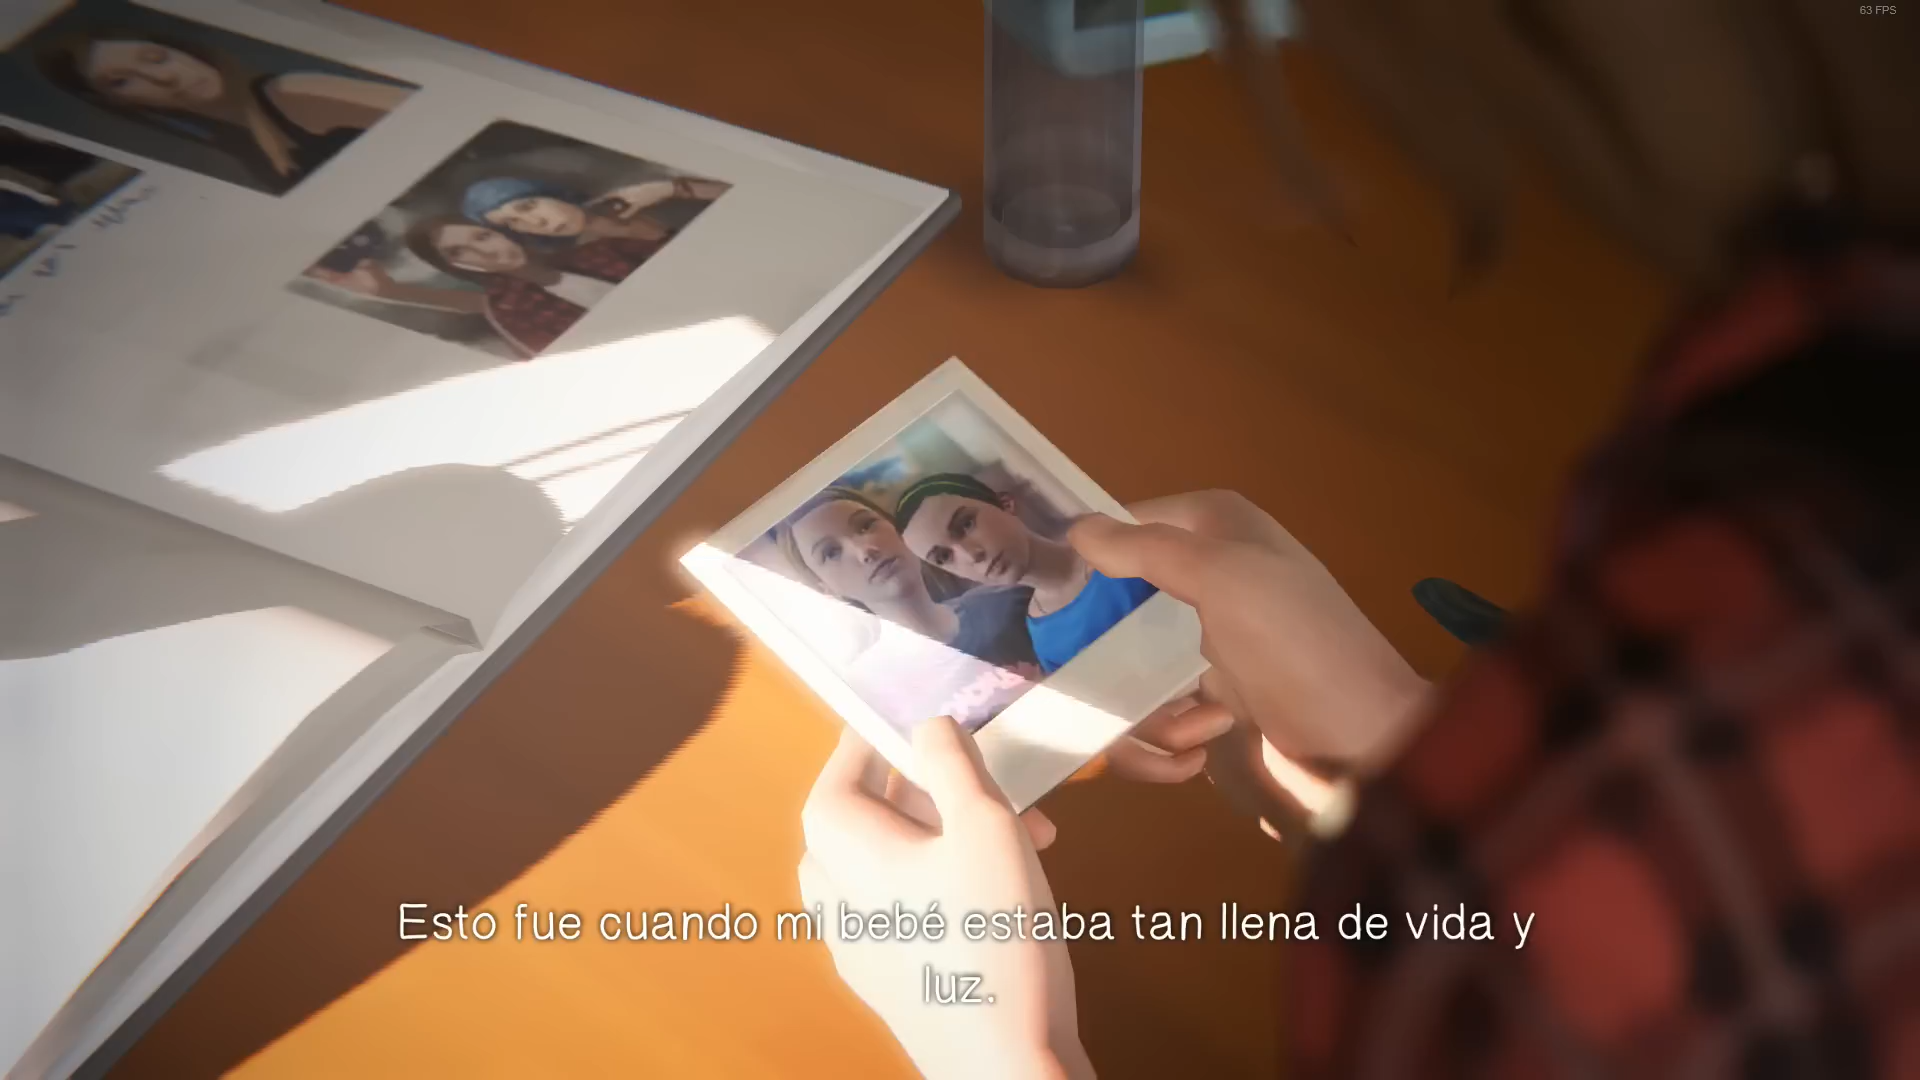 63 FPS
Esto fue cuando mi bebé estaba tan llena de vida y
luz.